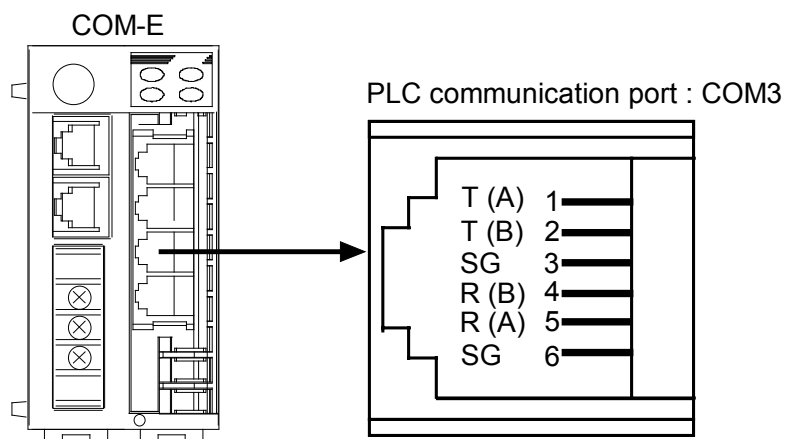 COM-E
PLC communication port : COM3
T (A) 1
T (B) 2
SG 3
R (B) 4
R (A) 5
SG 6